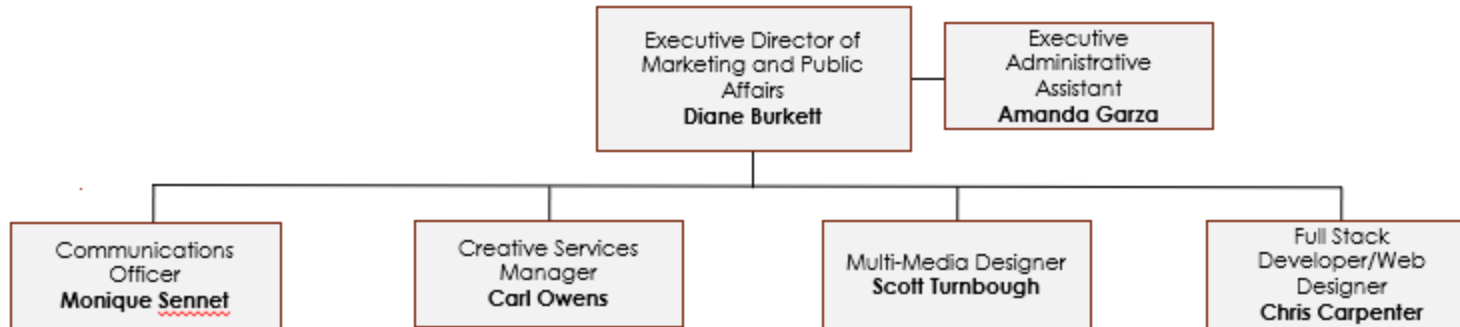 Executive Director of
Marketing and Public
Affairs
Diane Burkett
Executive
Administrative
Assistant
Amanda Garza
Communications
Officer
Monique Sennet
Creative Services
Manager
Carl Owens
Multi-Media Designer
Scott Turnbough
Full Stack
Developer/Web
Designer
Chris Carpenter